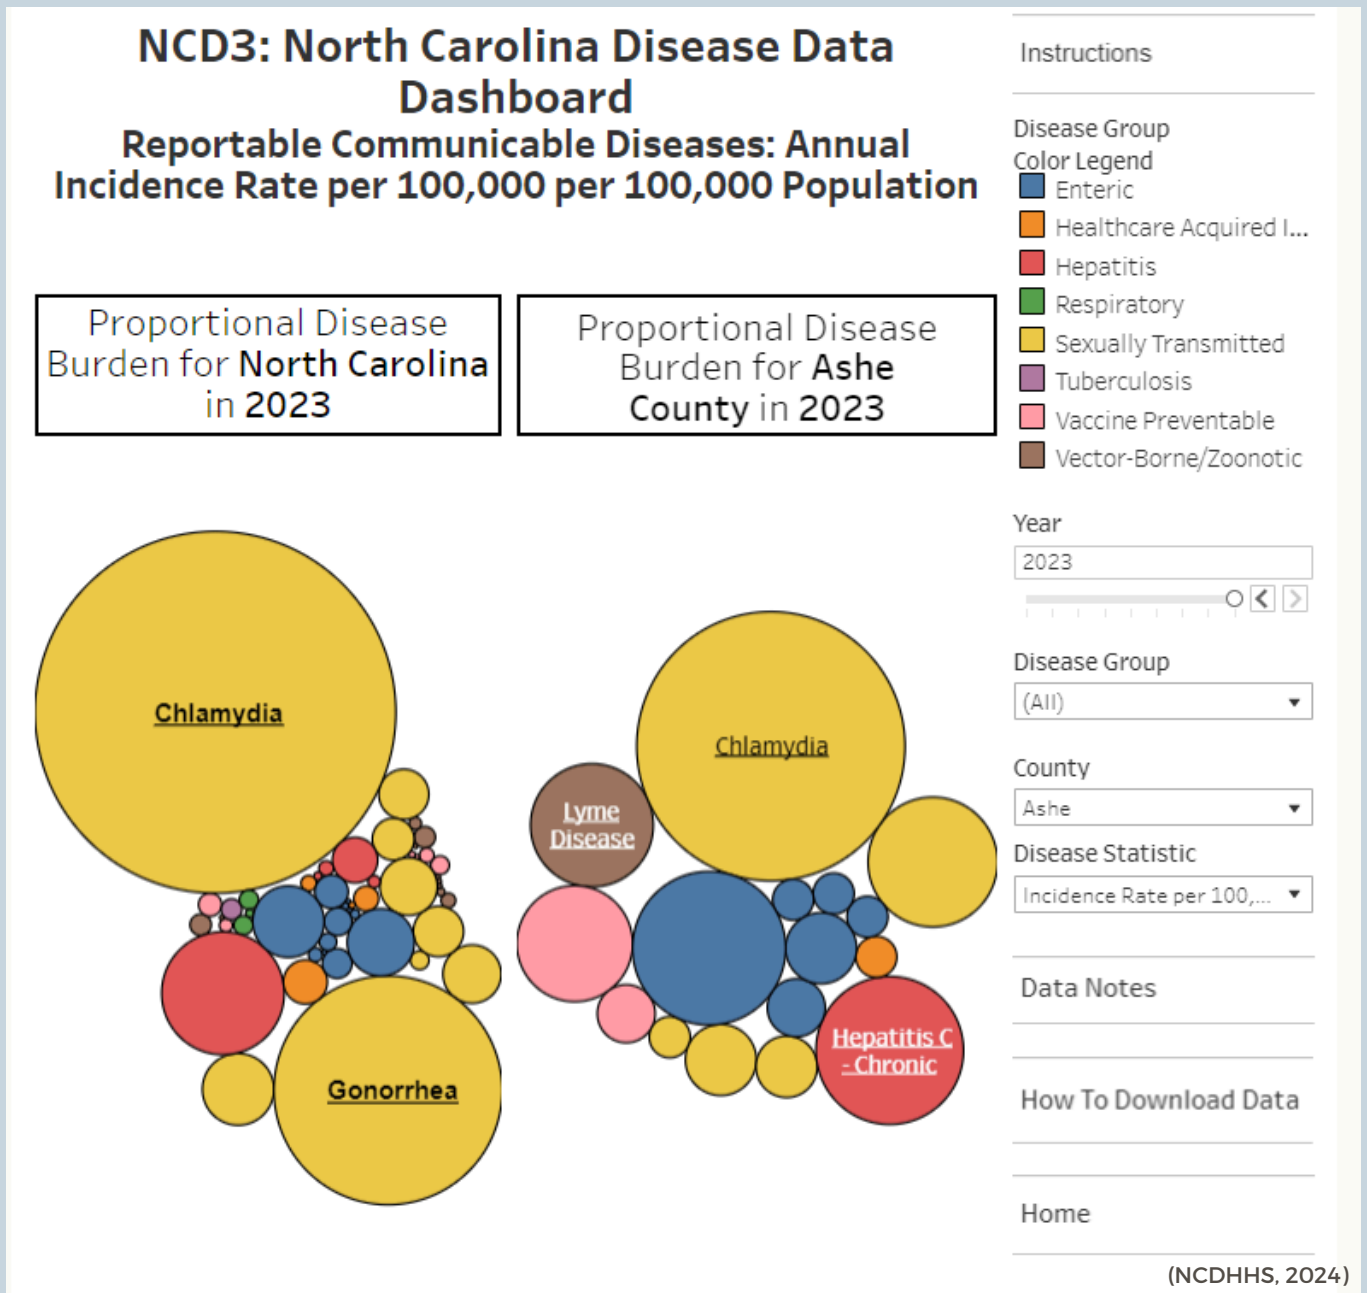 NCD3: North Carolina Disease Data
Dashboard
Reportable Communicable Diseases: Annual
Incidence Rate per 100,000 per 100,000 Population
Proportional Disease
Burden for North Carolina
in 2023
Proportional Disease
Burden for Ashe
County in 2023
Chlamydia
Gonorrhea
Chlamydia
Lyme
Disease
Hepatitis C
- Chronic
Instructions
Disease Group
Color Legend
Enteric
Healthcare Acquired I...
Hepatitis
Respiratory
Sexually Transmitted
Tuberculosis
Vaccine Preventable
Vector-Borne/Zoonotic
Year
2023
Disease Group
(All)
County
Ashe
Disease Statistic
Incidence Rate per 100,...
Data Notes
How To Download Data
Home
(NCDHHS, 2024)